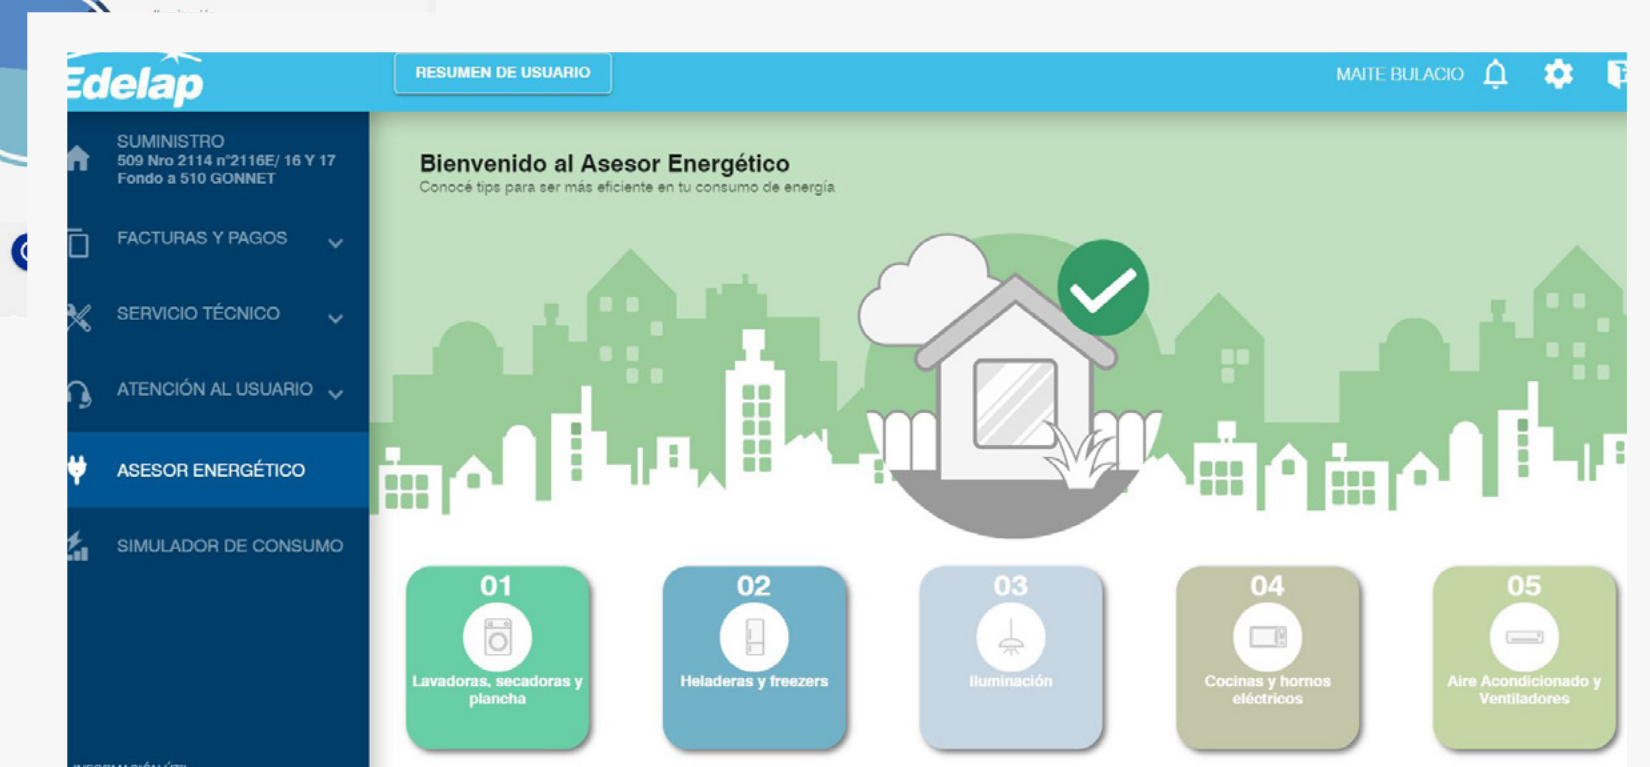 Edelap
RESUMEN DE USUARIO
MAITE BULACIO
SUMINISTRO
509 Nro 2114 n°2116E/ 16 Y 17
Fondo a 510 GONNET
FACTURAS Y PAGOS
SERVICIO TÉCNICO
ATENCIÓN AL USUARIO
ASESOR ENERGÉTICO
SIMULADOR DE CONSUMO
Bienvenido al Asesor Energético
Conocé tips para ser más eficiente en tu consumo de energía
01
Lavadoras, secadoras y
plancha
02
Heladeras y freezers
03
Iluminación
04
Cocinas y hornos
eléctricos
05
Aire Acondicionado y
Ventiladores